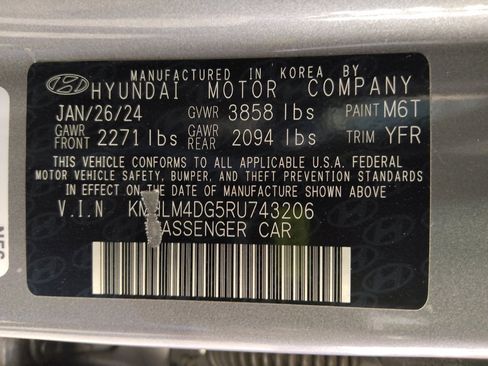 MANUFACTURED IN KOREA BY
HYUNDAI MOTOR COMPANY
JAN/26/24 GVWR 3858 lbs PAINT M6T
GAWR FRONT 2271 lbs GAWR REAR 2094 lbs TRIM YFR
THIS VEHICLE CONFORMS TO ALL APPLICABLE U.S.A. FEDERAL
MOTOR VEHICLE SAFETY, BUMPER, AND THEFT PREVENTION STANDARDS
IN EFFECT ON THE DATE OF MANUFACTURE SHOWN ABOVE.
V.I.N
PASSENGER CAR